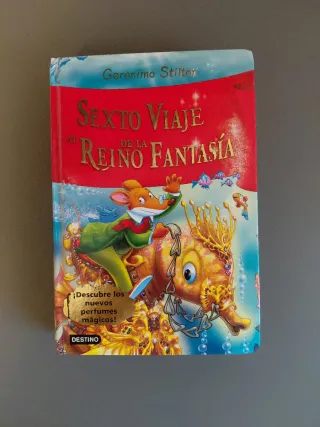 Geronimo Stilton
SEXTO VIAJE
AL DE LA
REINO FANTASÍA
¡Descubre los
nuevos
perfumes
mágicos!
DESTINO